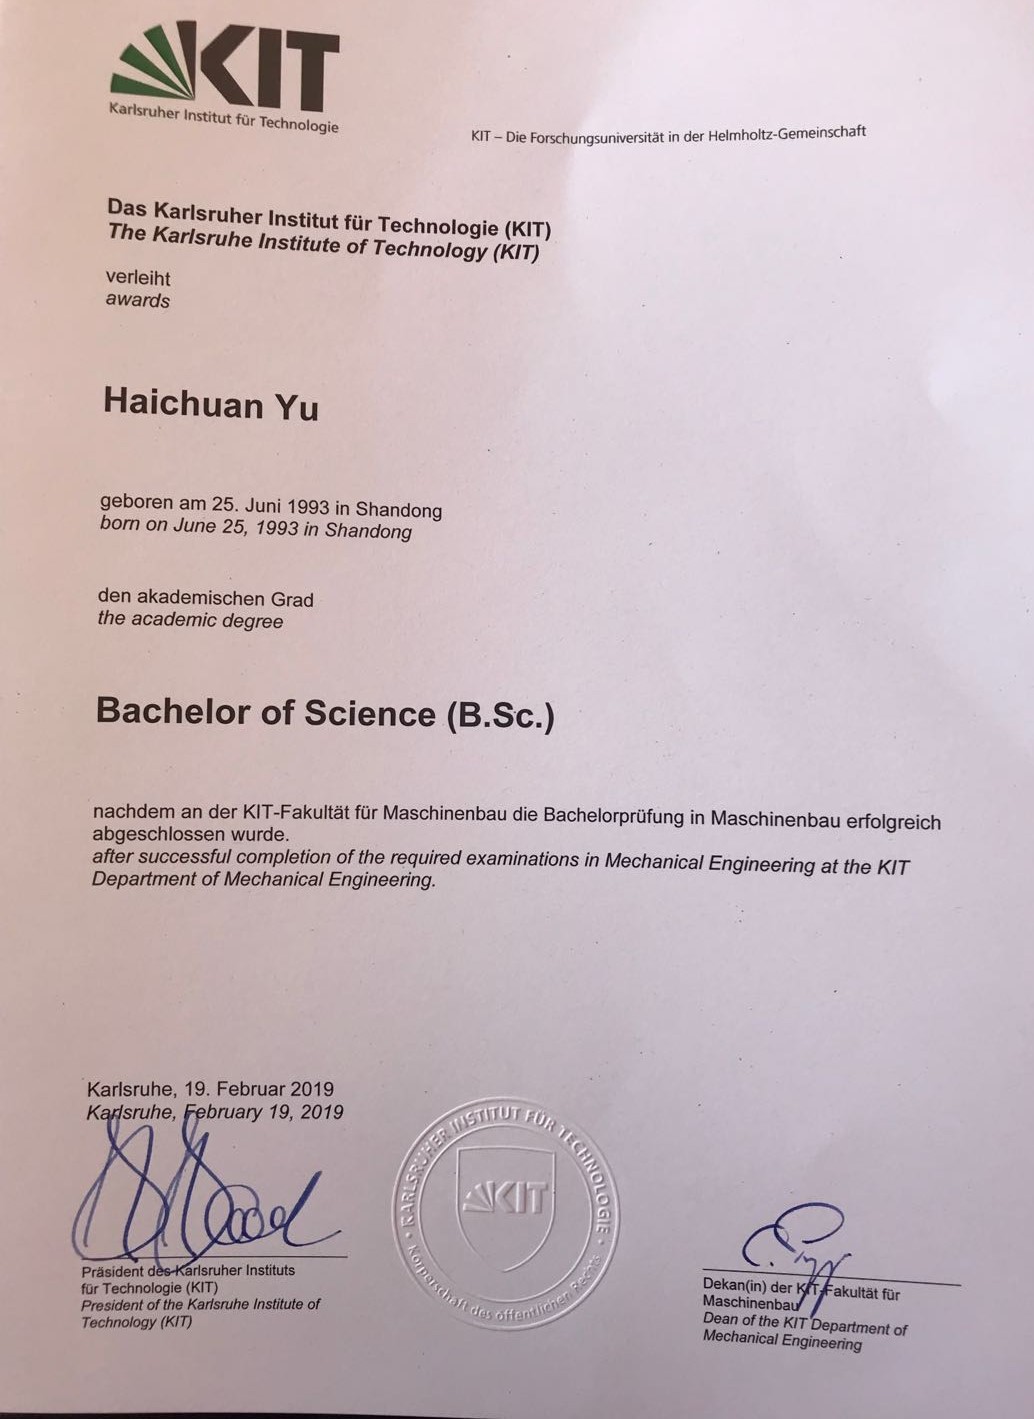 KIT
Karlsruher Institut für Technologie
KIT – Die Forschungsuniversität in der Helmholtz-Gemeinschaft
Das Karlsruher Institut für Technologie (KIT)
The Karlsruhe Institute of Technology (KIT)
verleiht
awards
Haichuan Yu
geboren am 25. Juni 1993 in Shandong
born on June 25, 1993 in Shandong
den akademischen Grad
the academic degree
Bachelor of Science (B.Sc.)
nachdem an der KIT-Fakultät für Maschinenbau die Bachelorprüfung in Maschinenbau erfolgreich
abgeschlossen wurde.
after successful completion of the required examinations in Mechanical Engineering at the KIT
Department of Mechanical Engineering.
Karlsruhe, 19. Februar 2019
Karlsruhe, February 19, 2019
Präsident des Karlsruher Instituts
für Technologie (KIT)
President of the Karlsruhe Institute of
Technology (KIT)
KARLSRUHER INSTITUT FÜR TECHNOLOGIE
KIT
Körperschaft des öffentlichen Rechts
Dekan(in) der KIT-Fakultät für
Maschinenbau
Dean of the KIT Department of
Mechanical Engineering